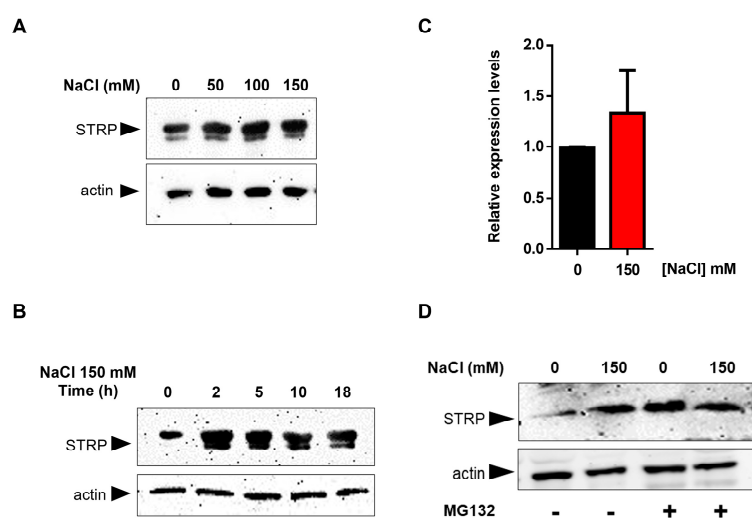 A
NaCl (mM) 0 50 100 150
STRP
actin
B
NaCl 150 mM
Time (h) 0 2 5 10 18
STRP
actin
C
Relative expression levels
2.0
1.5
1.0
0.5
0.0
0 150 [NaCl] mM
D
NaCl (mM) 0 150 0 150
STRP
actin
MG132 - - + +